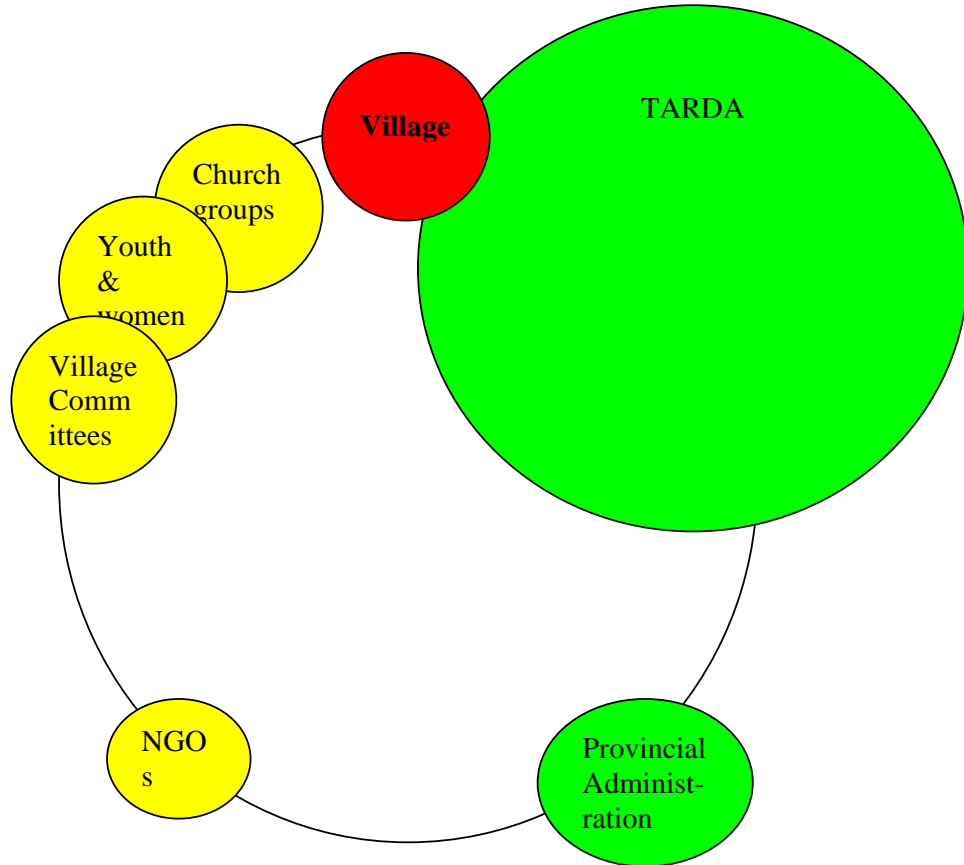 TARDA
Village
Church
groups
Youth
&
women
Village
Comm
ittees
NGO
s
Provincial
Administ-
ration